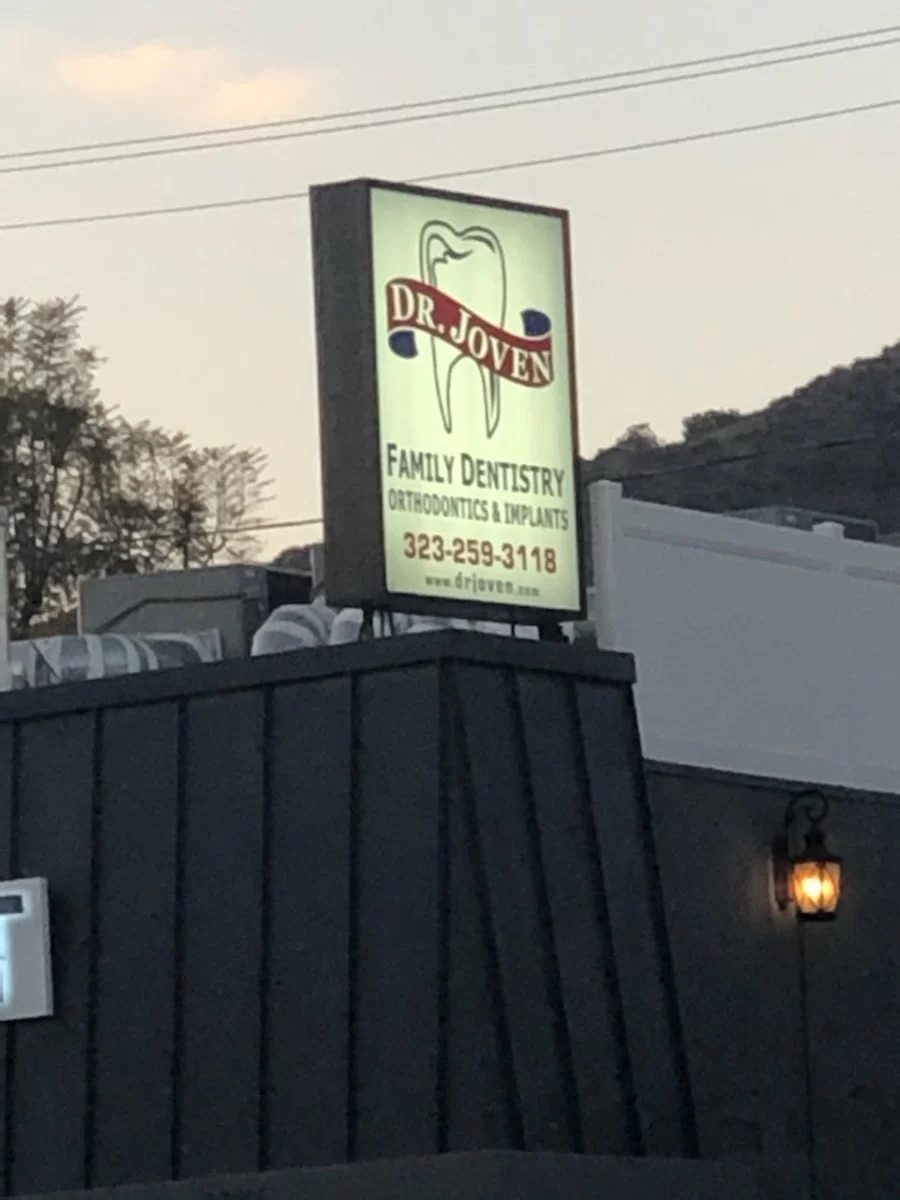 DR. JOVEN
FAMILY DENTISTRY
ORTHODONTICS & IMPLANTS
323-259-3118
www.drjoven.com